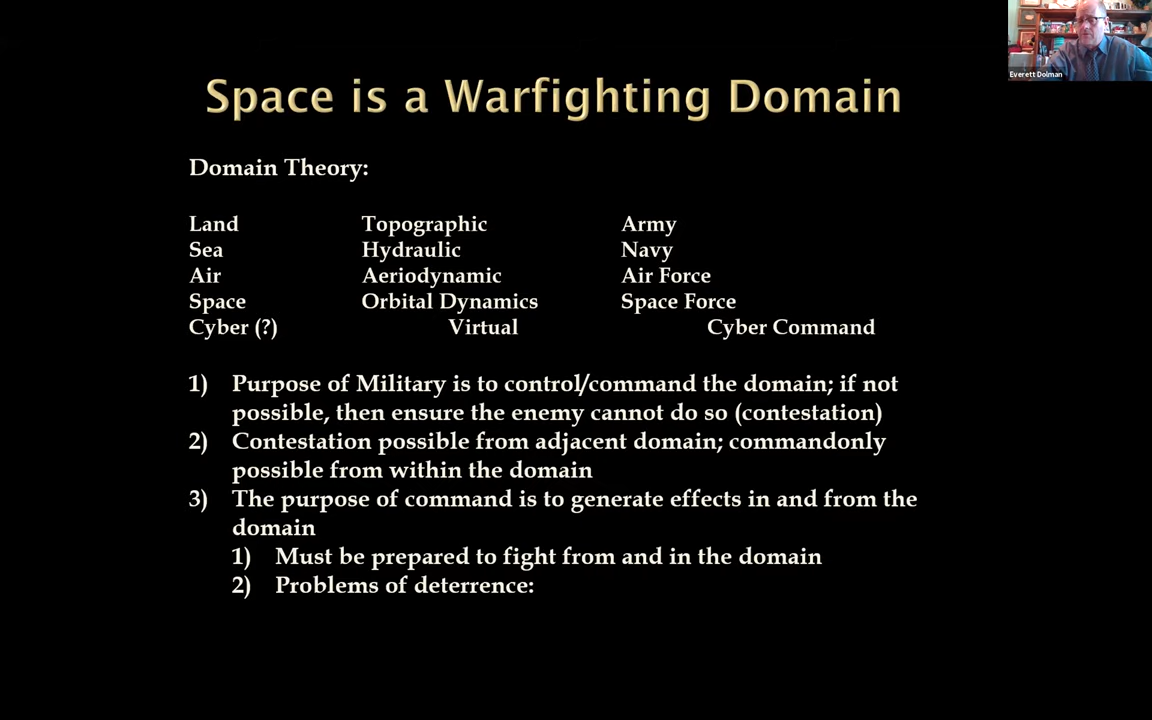 Everett Dolman
Space is a Warfighting Domain
Domain Theory:
Land Topographic Army
Sea Hydraulic Navy
Air Aeriodynamic Air Force
Space Orbital Dynamics Space Force
Cyber (?) Virtual Cyber Command
1) Purpose of Military is to control/command the domain; if not
possible, then ensure the enemy cannot do so (contestation)
2) Contestation possible from adjacent domain; commandonly
possible from within the domain
3) The purpose of command is to generate effects in and from the
domain
1) Must be prepared to fight from and in the domain
2) Problems of deterrence: